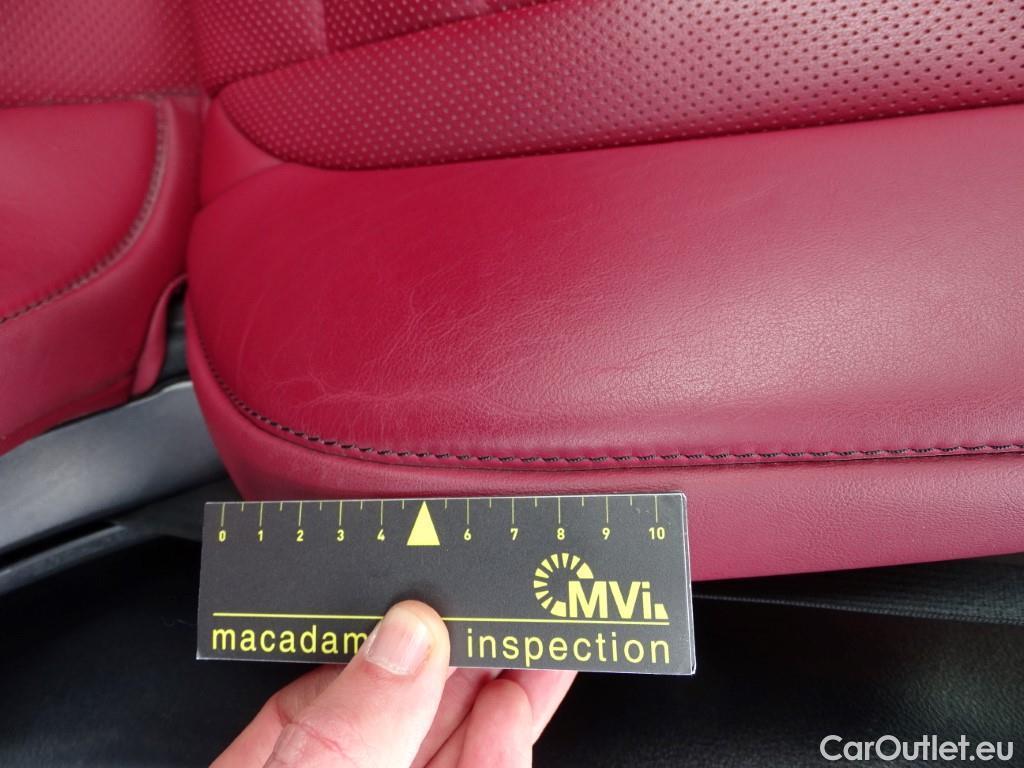 0 1 2 3 4 6 7 8 9 10
MVi.
macadam inspection
CarOutlet.eu